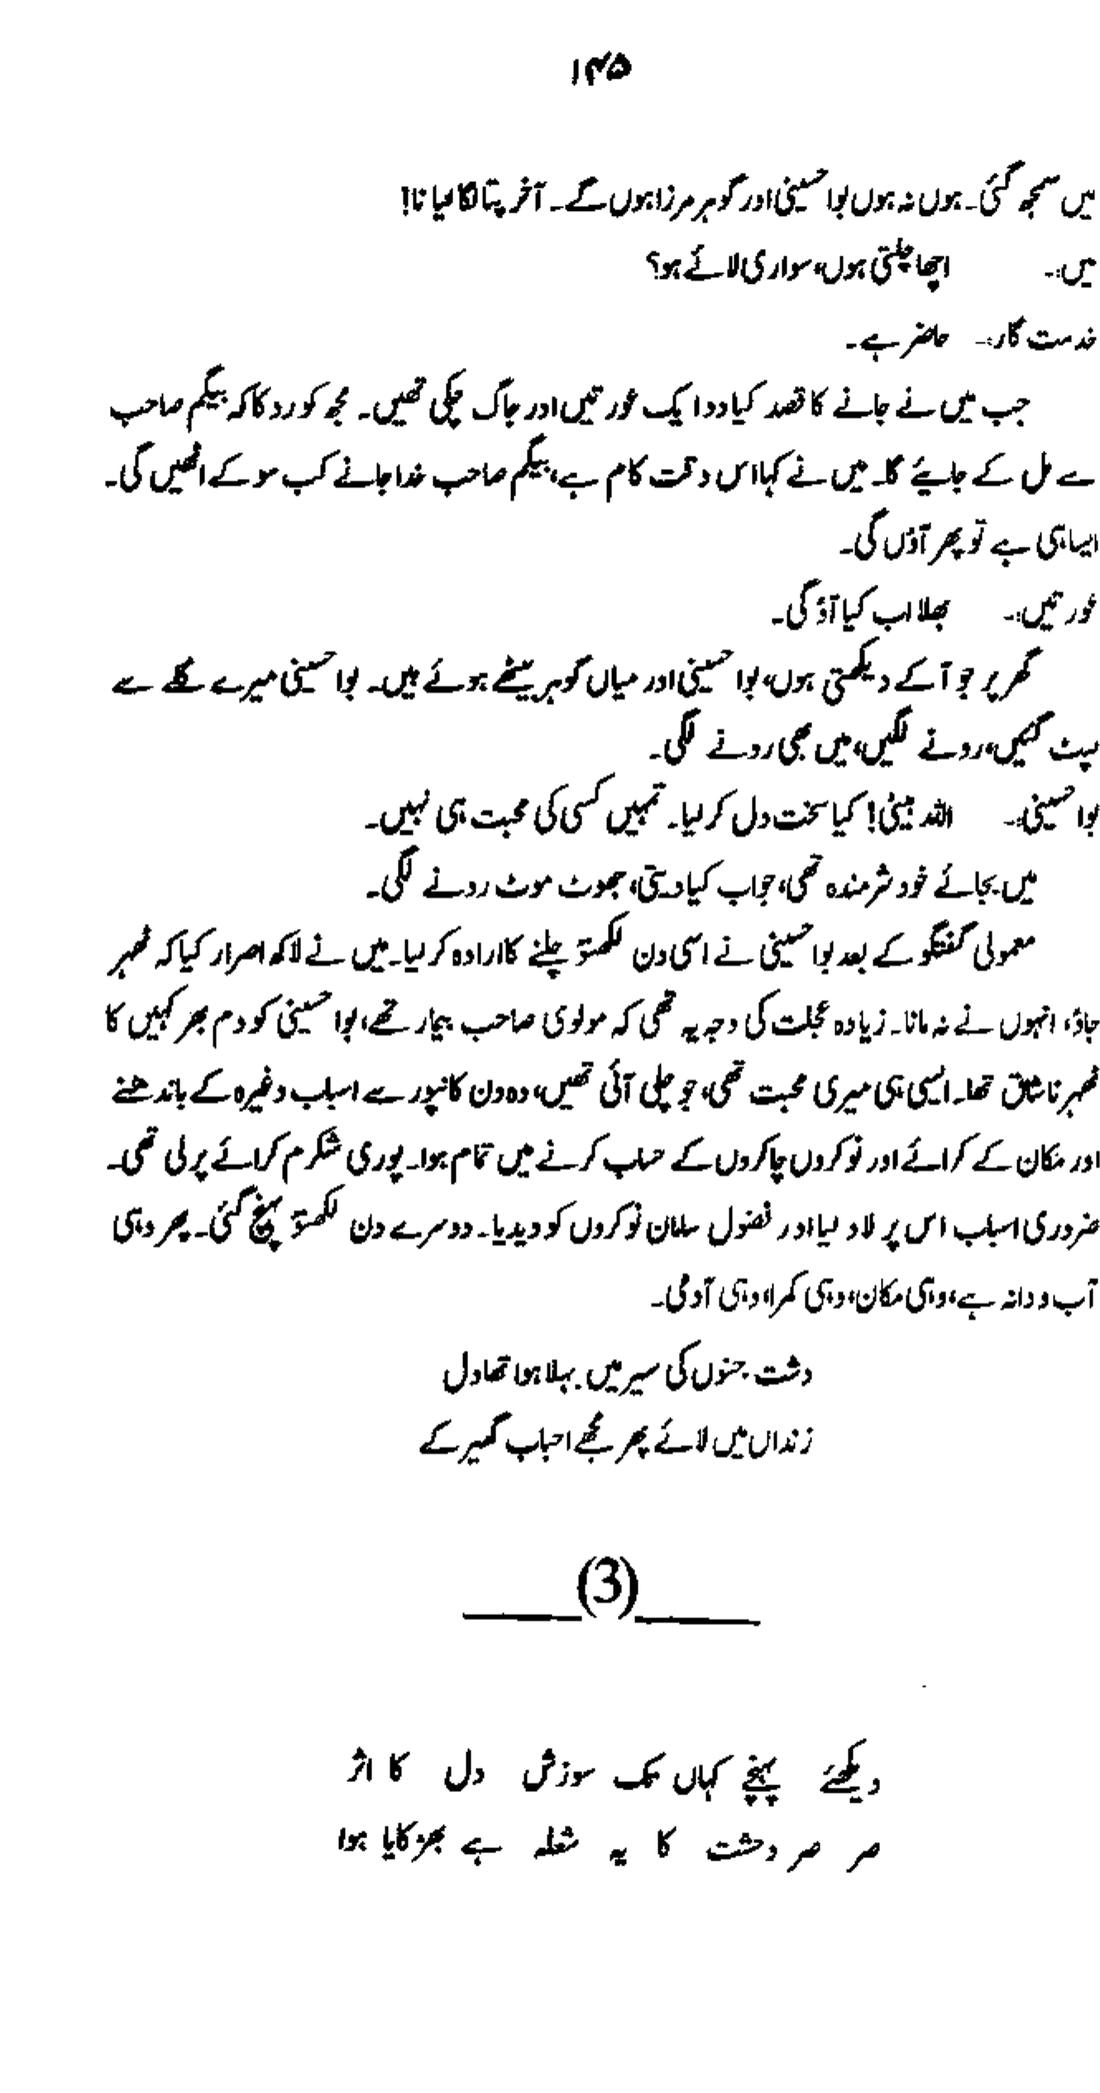 ۱۴۵
میں سمجھ گئی۔ ہوں نہ ہوں بوا حسینی اور گوہر مرزا ہوں گے۔ آخر پتا لگا لیا نا!
میں:۔ اچھا چلتی ہوں، سواری لائے ہو؟
خدمت گار:۔ حاضر ہے۔
جب میں نے جانے کا قصد کیا دو ایک عورتیں اور جاگ چکی تھیں۔ مجھ کو روکا کہ بیگم صاحب
سے مل کے جایئے گا۔ میں نے کہا اس وقت کام ہے، بیگم صاحب خدا جانے کب سو کے اٹھیں گی۔
ایسا ہی ہے تو پھر آؤں گی۔
عورتیں:۔ بھلا اب کیا آؤ گی۔
گھر پر جو آ کے دیکھتی ہوں، بوا حسینی اور میاں گوہر بیٹھے ہوئے ہیں۔ بوا حسینی میرے گلے سے
لپٹ گئیں، رونے لگیں، میں بھی رونے لگی۔
بوا حسینی:۔ اللہ بیٹی! کیا سخت دل کر لیا۔ تمہیں کسی کی محبت ہی نہیں۔
میں بجائے خود شرمندہ تھی، جواب کیا دیتی، جھوٹ موٹ رونے لگی۔
معمولی گفتگو کے بعد بوا حسینی نے اسی دن لکھنؤ چلنے کا ارادہ کر لیا۔ میں نے لاکھ اصرار کیا کہ ٹھہر
جاؤ، انہوں نے نہ مانا۔ زیادہ عجلت کی وجہ یہ تھی کہ مولوی صاحب بیمار تھے، بوا حسینی کو دم بھر کہیں کا
ٹھہرنا شاق تھا۔ ایسی ہی میری محبت تھی، جو چلی آئی تھیں، وہ دن کانپور سے اسباب وغیرہ کے باندھنے
اور مکان کے کرائے اور نوکروں چاکروں کے حساب کرنے میں تمام ہوا۔ پوری شکرم کرائے پر لی تھی۔
ضروری اسباب اس پر لاد لیا اور فضول سامان نوکروں کو دیدیا۔ دوسرے دن لکھنؤ پہنچ گئی۔ پھر وہی
آب و دانہ ہے، وہی مکان، وہی کمرا، وہی آدمی۔
دشت جنوں کی سیر میں بہلا ہوا تھا دل
زنداں میں لائے پھر مجھے احباب گھیر کے
(3)
دیکھئے پہنچے کہاں تک سوزش دل کا اثر
صر صر وحشت کا یہ شعلہ ہے بھڑکایا ہوا